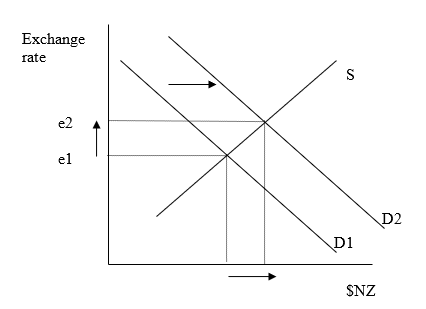 Exchange
rate
S
e2
e1
D2
D1
$NZ